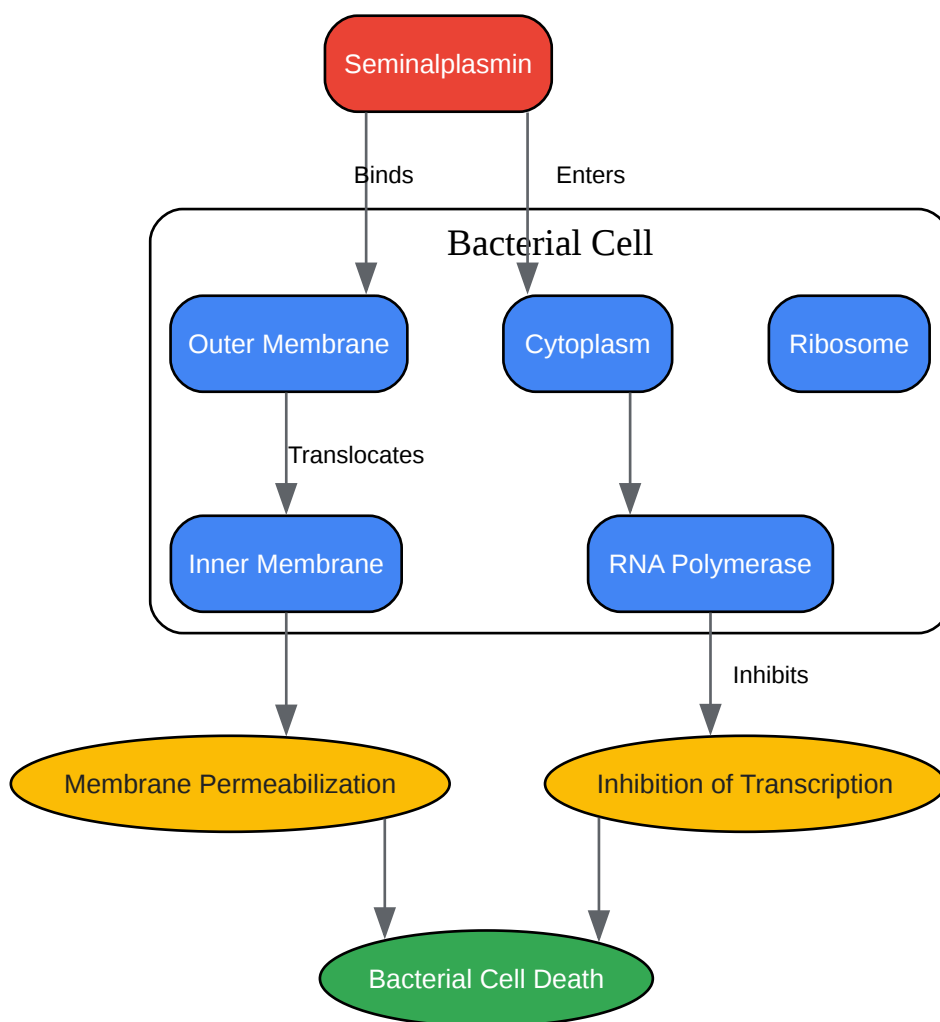 Seminalplasmin
Binds
Enters
Bacterial Cell
Outer Membrane
Cytoplasm
Ribosome
Translocates
Inner Membrane
RNA Polymerase
Inhibits
Membrane Permeabilization
Inhibition of Transcription
Bacterial Cell Death